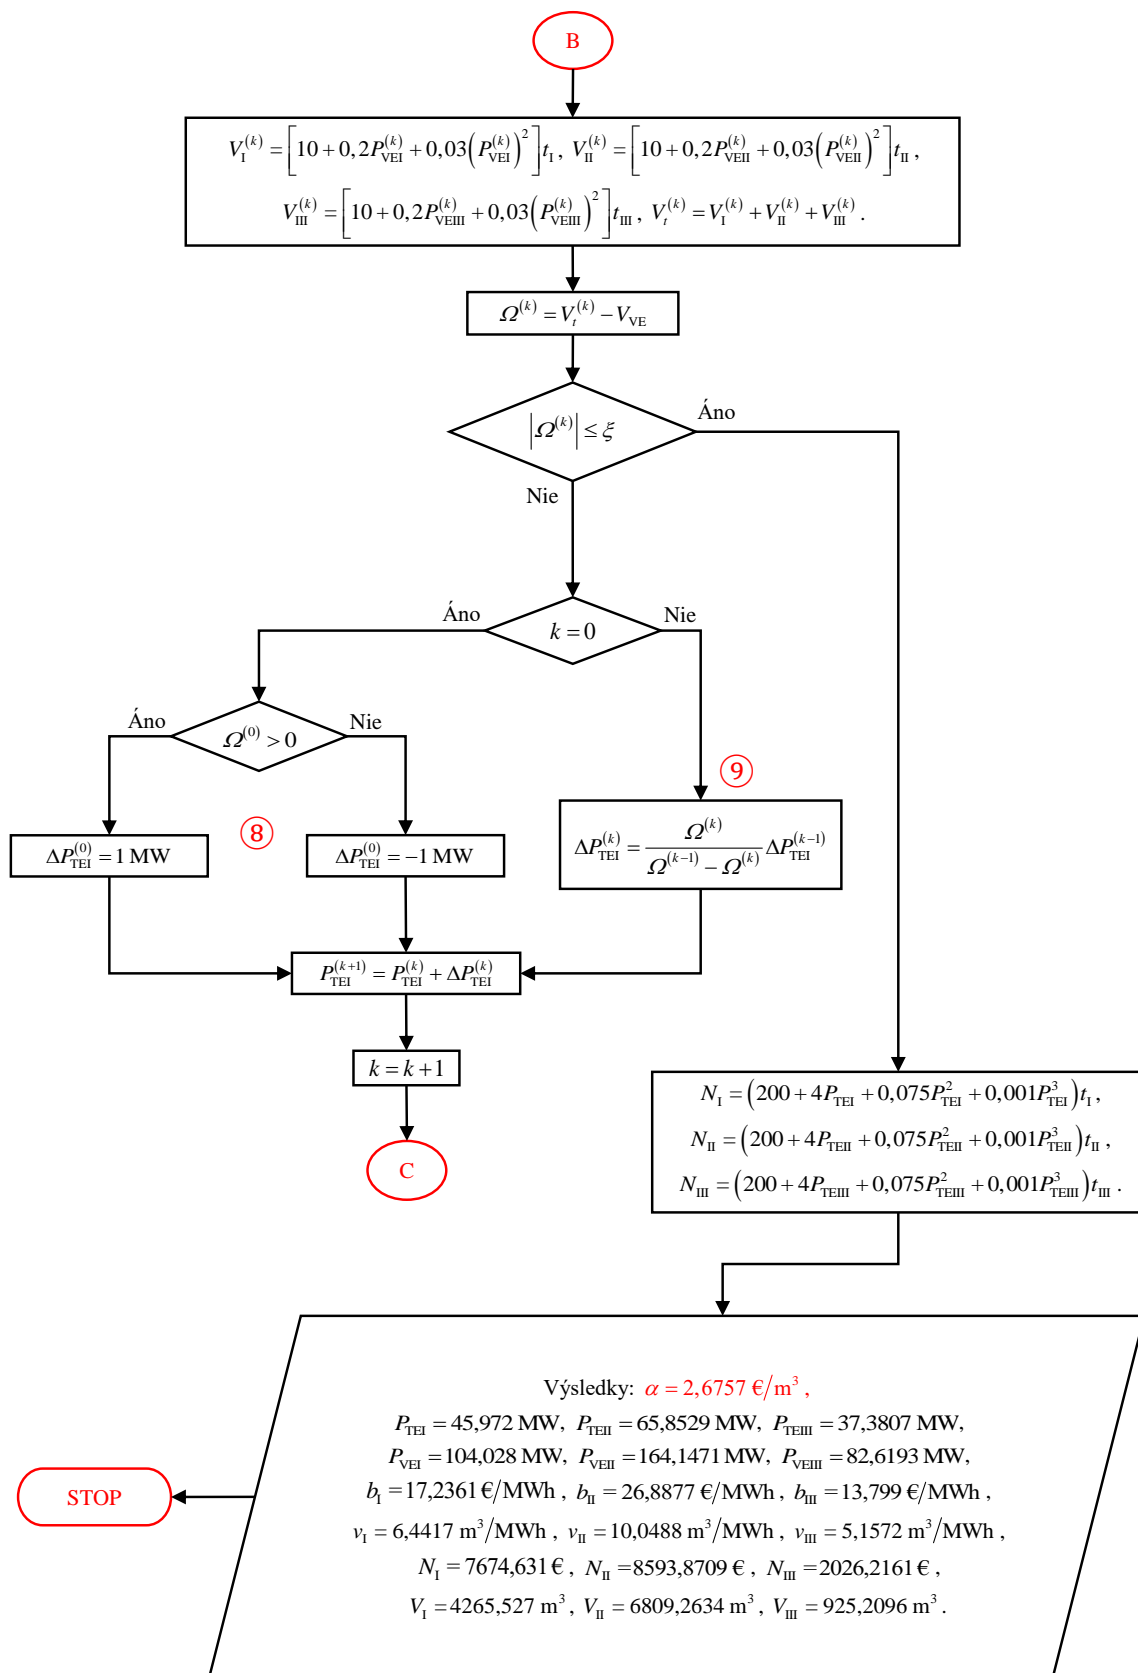 B
V_I^(k) = [10 + 0,2P_VEI^(k) + 0,03(P_VEI^(k))^2]t_I , V_II^(k) = [10 + 0,2P_VEII^(k) + 0,03(P_VEII^(k))^2]t_II ,
V_III^(k) = [10 + 0,2P_VEIII^(k) + 0,03(P_VEIII^(k))^2]t_III , V_t^(k) = V_I^(k) + V_II^(k) + V_III^(k) .
Ω^(k) = V_t^(k) − V_VE
|Ω^(k)| ≤ ξ
Áno
Nie
k = 0
Áno
Nie
Ω^(0) > 0
Áno
Nie
⑧
⑨
ΔP_TEI^(0) = 1 MW
ΔP_TEI^(0) = −1 MW
ΔP_TEI^(k) = Ω^(k) / (Ω^(k−1) − Ω^(k)) ΔP_TEI^(k−1)
P_TEI^(k+1) = P_TEI^(k) + ΔP_TEI^(k)
k = k + 1
C
N_I = (200 + 4P_TEI + 0,075P_TEI^2 + 0,001P_TEI^3)t_I ,
N_II = (200 + 4P_TEII + 0,075P_TEII^2 + 0,001P_TEII^3)t_II ,
N_III = (200 + 4P_TEIII + 0,075P_TEIII^2 + 0,001P_TEIII^3)t_III .
Výsledky: α = 2,6757 €/m³ ,
P_TEI = 45,972 MW, P_TEII = 65,8529 MW, P_TEIII = 37,3807 MW,
P_VEI = 104,028 MW, P_VEII = 164,1471 MW, P_VEIII = 82,6193 MW,
b_I = 17,2361 €/MWh , b_II = 26,8877 €/MWh , b_III = 13,799 €/MWh ,
v_I = 6,4417 m³/MWh , v_II = 10,0488 m³/MWh , v_III = 5,1572 m³/MWh ,
N_I = 7674,631 € , N_II = 8593,8709 € , N_III = 2026,2161 € ,
V_I = 4265,527 m³ , V_II = 6809,2634 m³ , V_III = 925,2096 m³ .
STOP